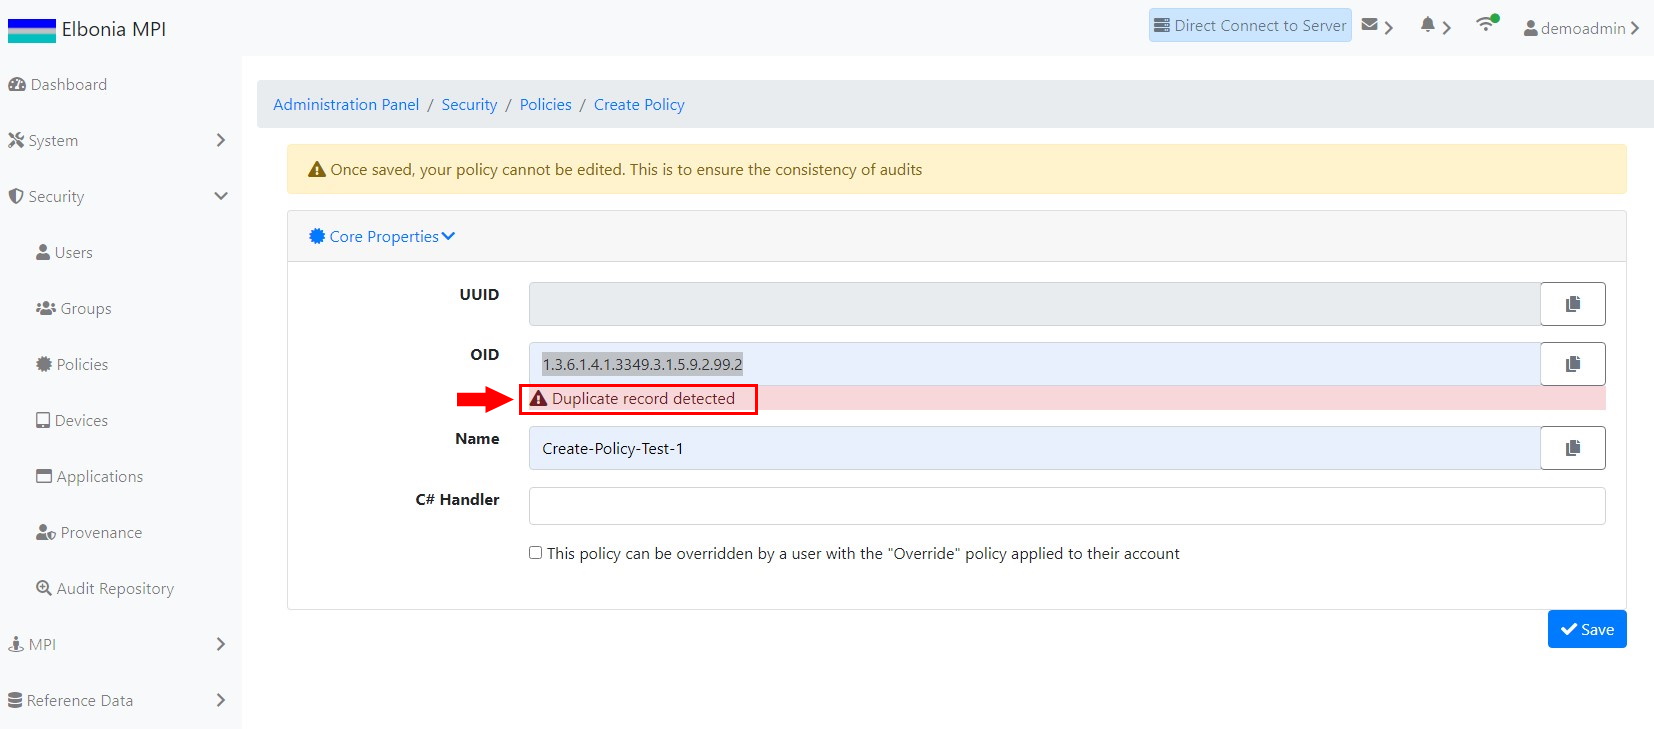 Elbonia MPI
Direct Connect to Server
demoadmin
Dashboard
System
Security
Users
Groups
Policies
Devices
Applications
Provenance
Audit Repository
MPI
Reference Data
Administration Panel / Security / Policies / Create Policy
Once saved, your policy cannot be edited. This is to ensure the consistency of audits
Core Properties
UUID
OID
1.3.6.1.4.1.3349.3.1.5.9.2.99.2
Duplicate record detected
Name
Create-Policy-Test-1
C# Handler
This policy can be overridden by a user with the "Override" policy applied to their account
Save